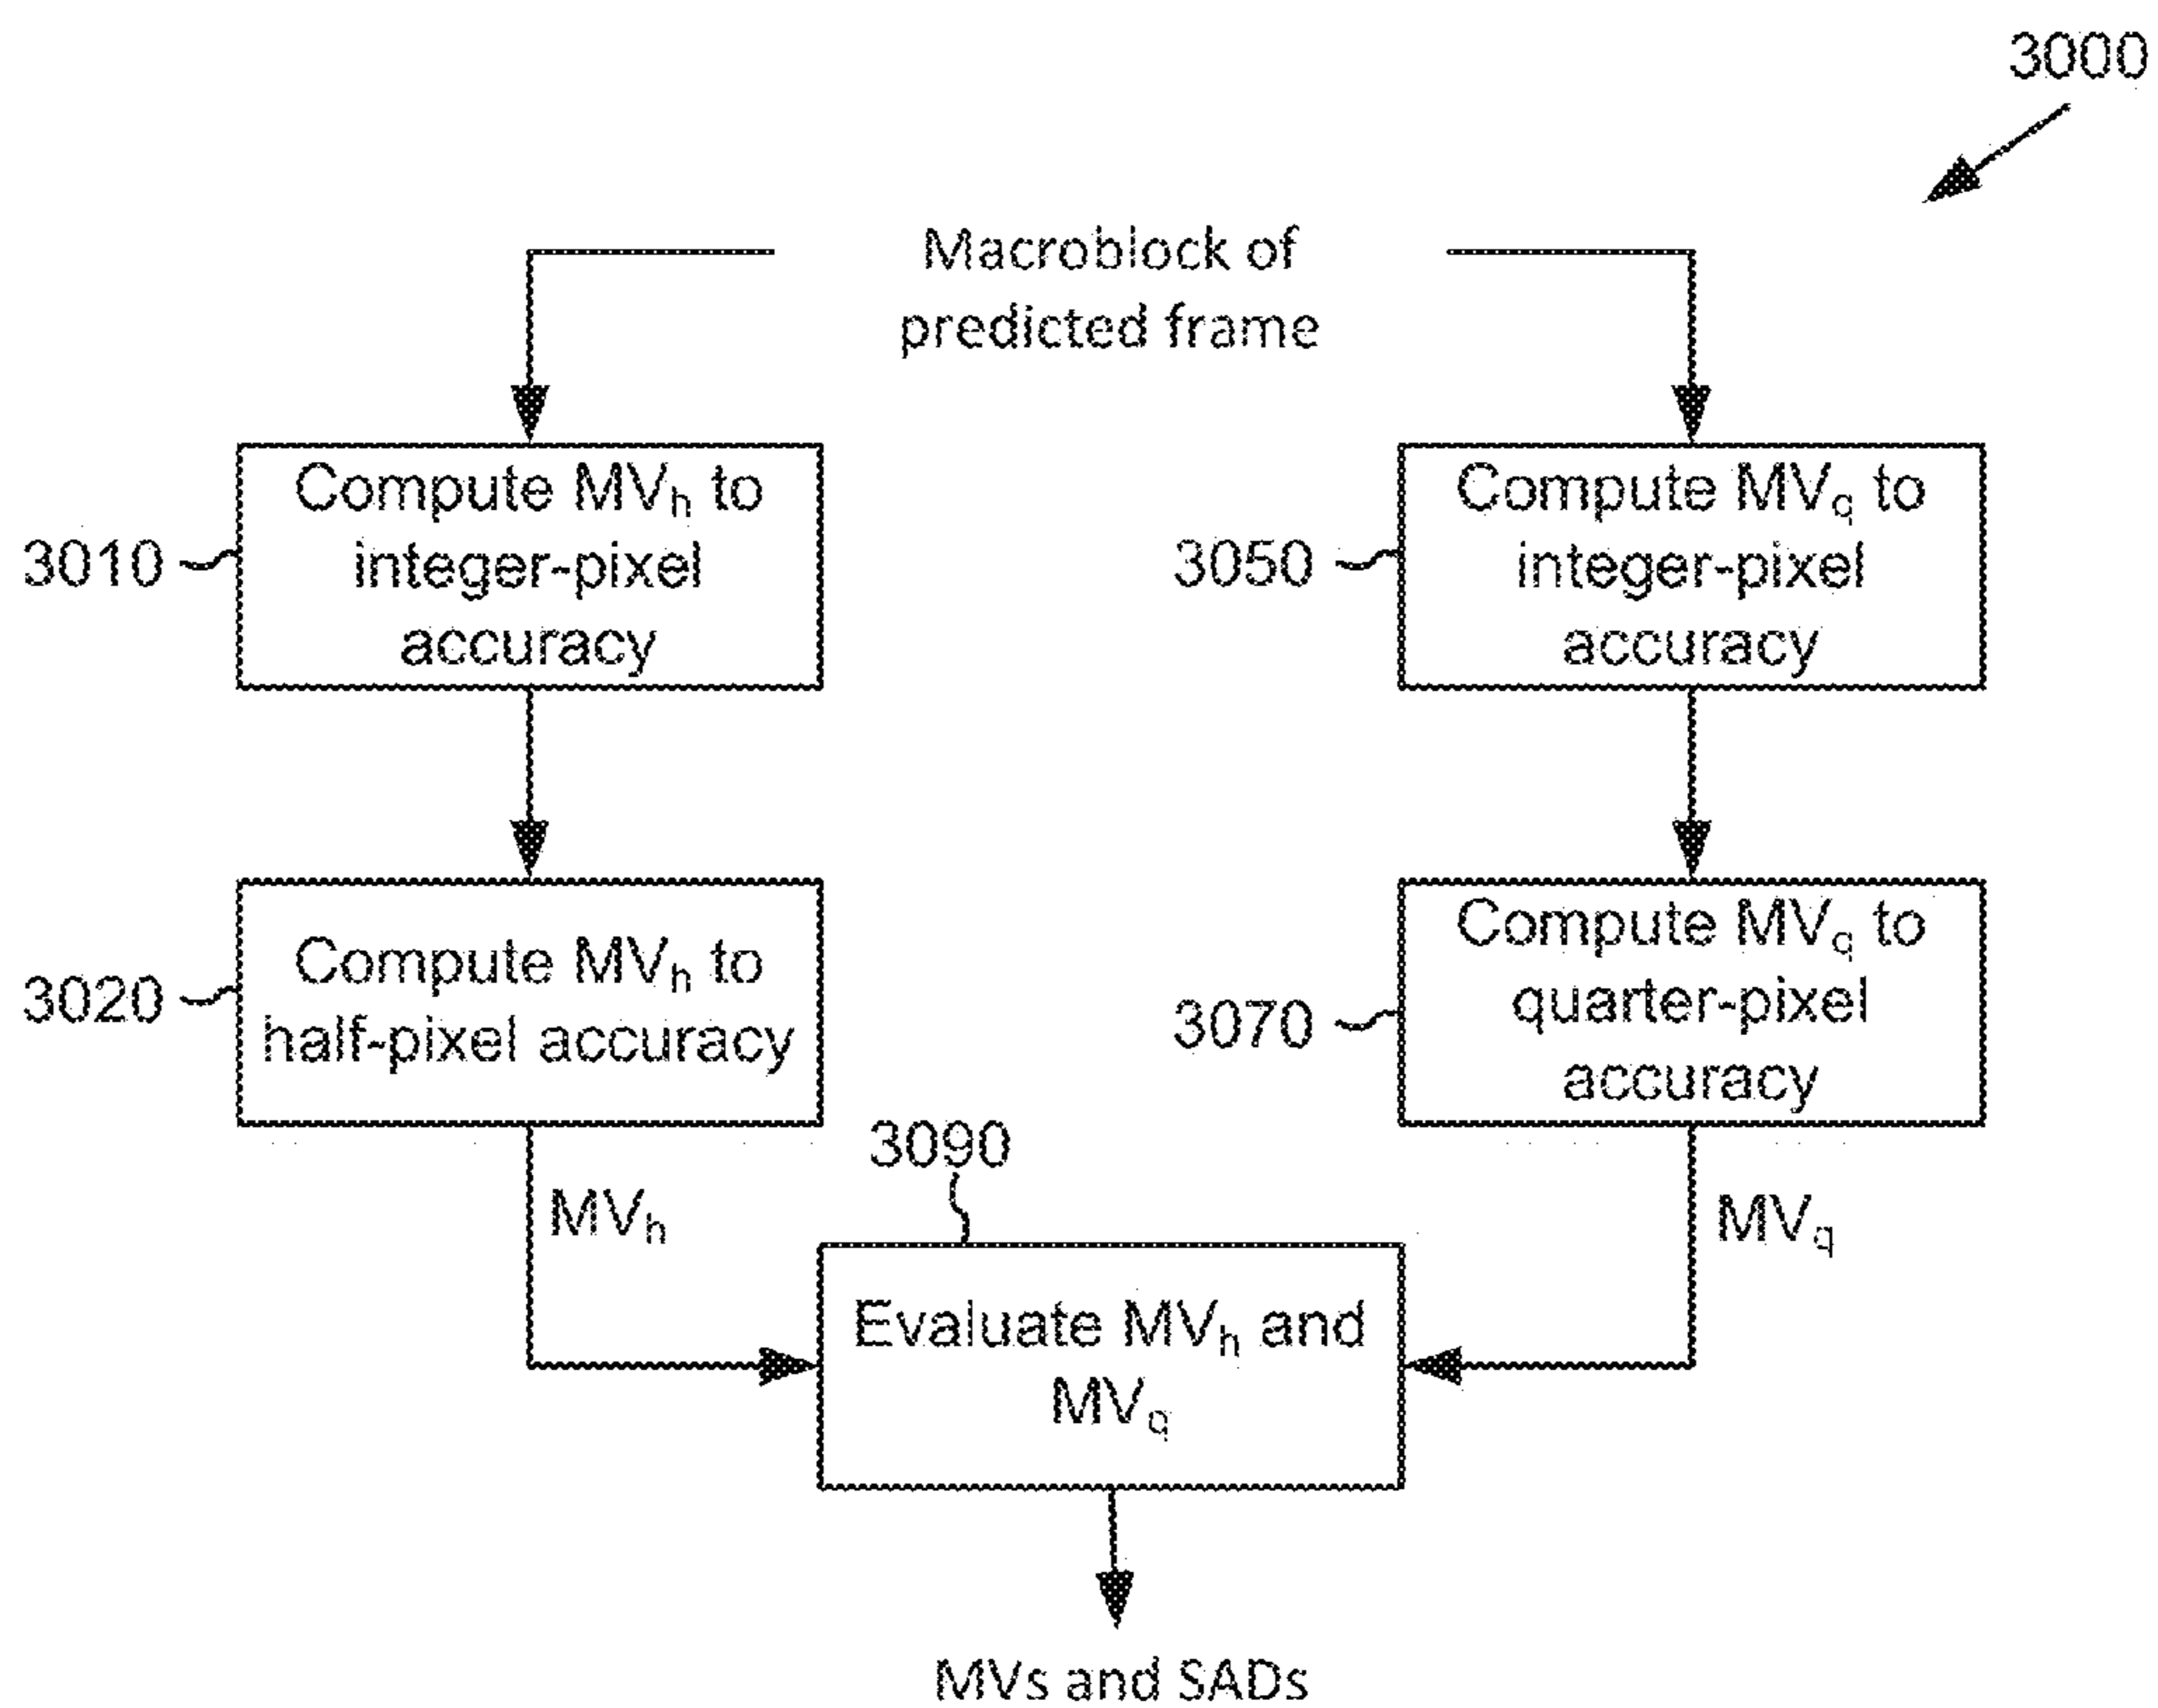 3000
Macroblock of
predicted frame
Compute MVh to
integer-pixel
accuracy
3010
Compute MVq to
integer-pixel
accuracy
3050
Compute MVh to
half-pixel accuracy
3020
Compute MVq to
quarter-pixel
accuracy
3070
3090
MVh
MVq
Evaluate MVh and
MVq
MVs and SADs